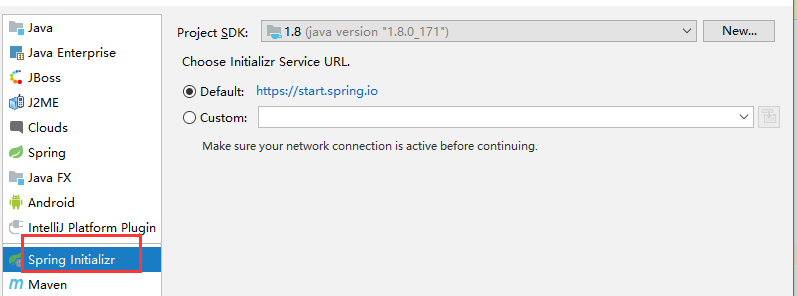 Java
Java Enterprise
JBoss
J2ME
Clouds
Spring
Java FX
Android
IntelliJ Platform Plugin
Spring Initializr
Maven
Project SDK: 1.8 (java version "1.8.0_171") New...
Choose Initializr Service URL.
Default: https://start.spring.io
Custom:
Make sure your network connection is active before continuing.